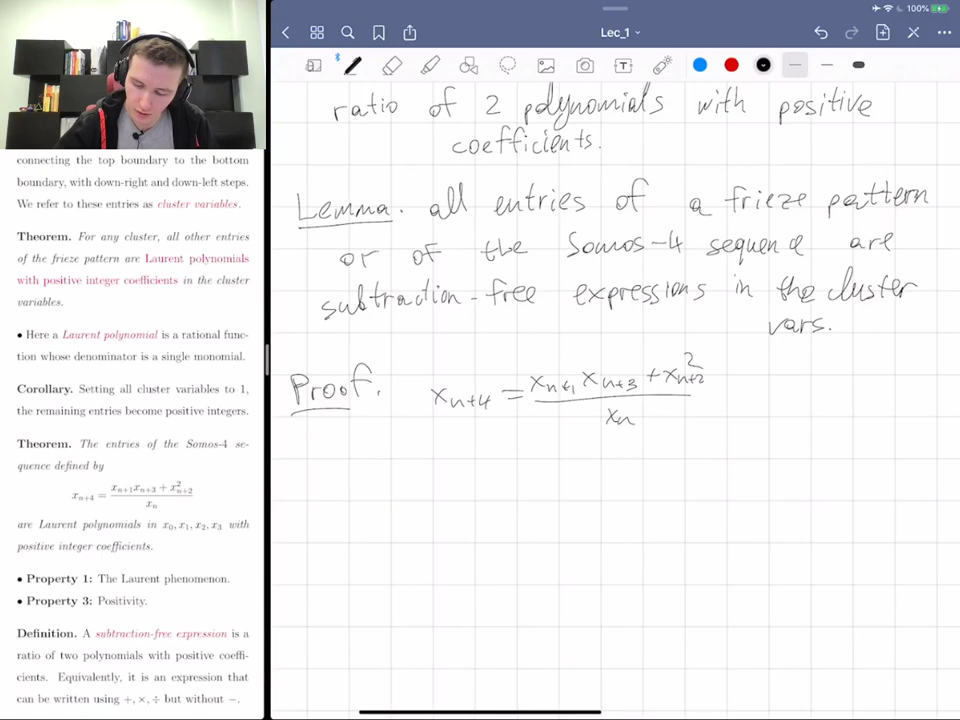 connecting the top boundary to the bottom
boundary, with down-right and down-left steps.
We refer to these entries as cluster variables.
Theorem. For any cluster, all other entries
of the frieze pattern are Laurent polynomials
with positive integer coefficients in the cluster
variables.
• Here a Laurent polynomial is a rational func-
tion whose denominator is a single monomial.
Corollary. Setting all cluster variables to 1,
the remaining entries become positive integers.
Theorem. The entries of the Somos-4 se-
quence defined by
x_{n+4} = \frac{x_{n+1}x_{n+3} + x_{n+2}^2}{x_n}
are Laurent polynomials in x_0, x_1, x_2, x_3 with
positive integer coefficients.
• Property 1: The Laurent phenomenon.
• Property 3: Positivity.
Definition. A subtraction-free expression is a
ratio of two polynomials with positive coeffi-
cients. Equivalently, it is an expression that
can be written using +, ×, ÷ but without −.
100%
Lec_1
ratio of 2 polynomials with positive
coefficients.
Lemma. all entries of a frieze pattern
or of the Somos-4 sequence are
subtraction-free expressions in the cluster
vars.
Proof. x_{n+4} = \frac{x_{n+1} x_{n+3} + x_{n+2}^2}{x_n}